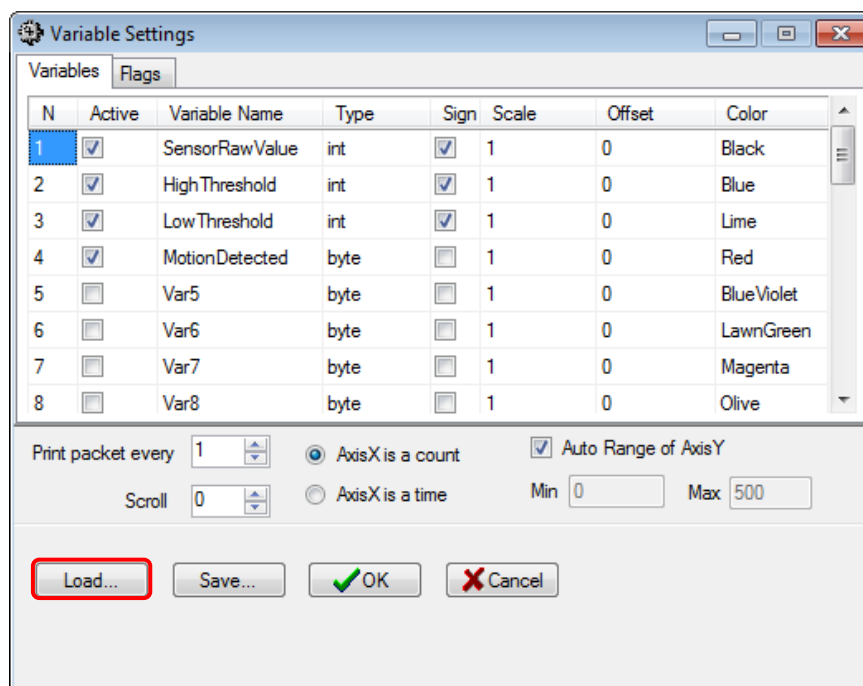 Variable Settings
Variables Flags
N Active Variable Name Type Sign Scale Offset Color
1 SensorRawValue int 1 0 Black
2 HighThreshold int 1 0 Blue
3 LowThreshold int 1 0 Lime
4 MotionDetected byte 1 0 Red
5 Var5 byte 1 0 BlueViolet
6 Var6 byte 1 0 LawnGreen
7 Var7 byte 1 0 Magenta
8 Var8 byte 1 0 Olive
Print packet every 1 AxisX is a count Auto Range of AxisY
Scroll 0 AxisX is a time Min 0 Max 500
Load... Save... OK Cancel